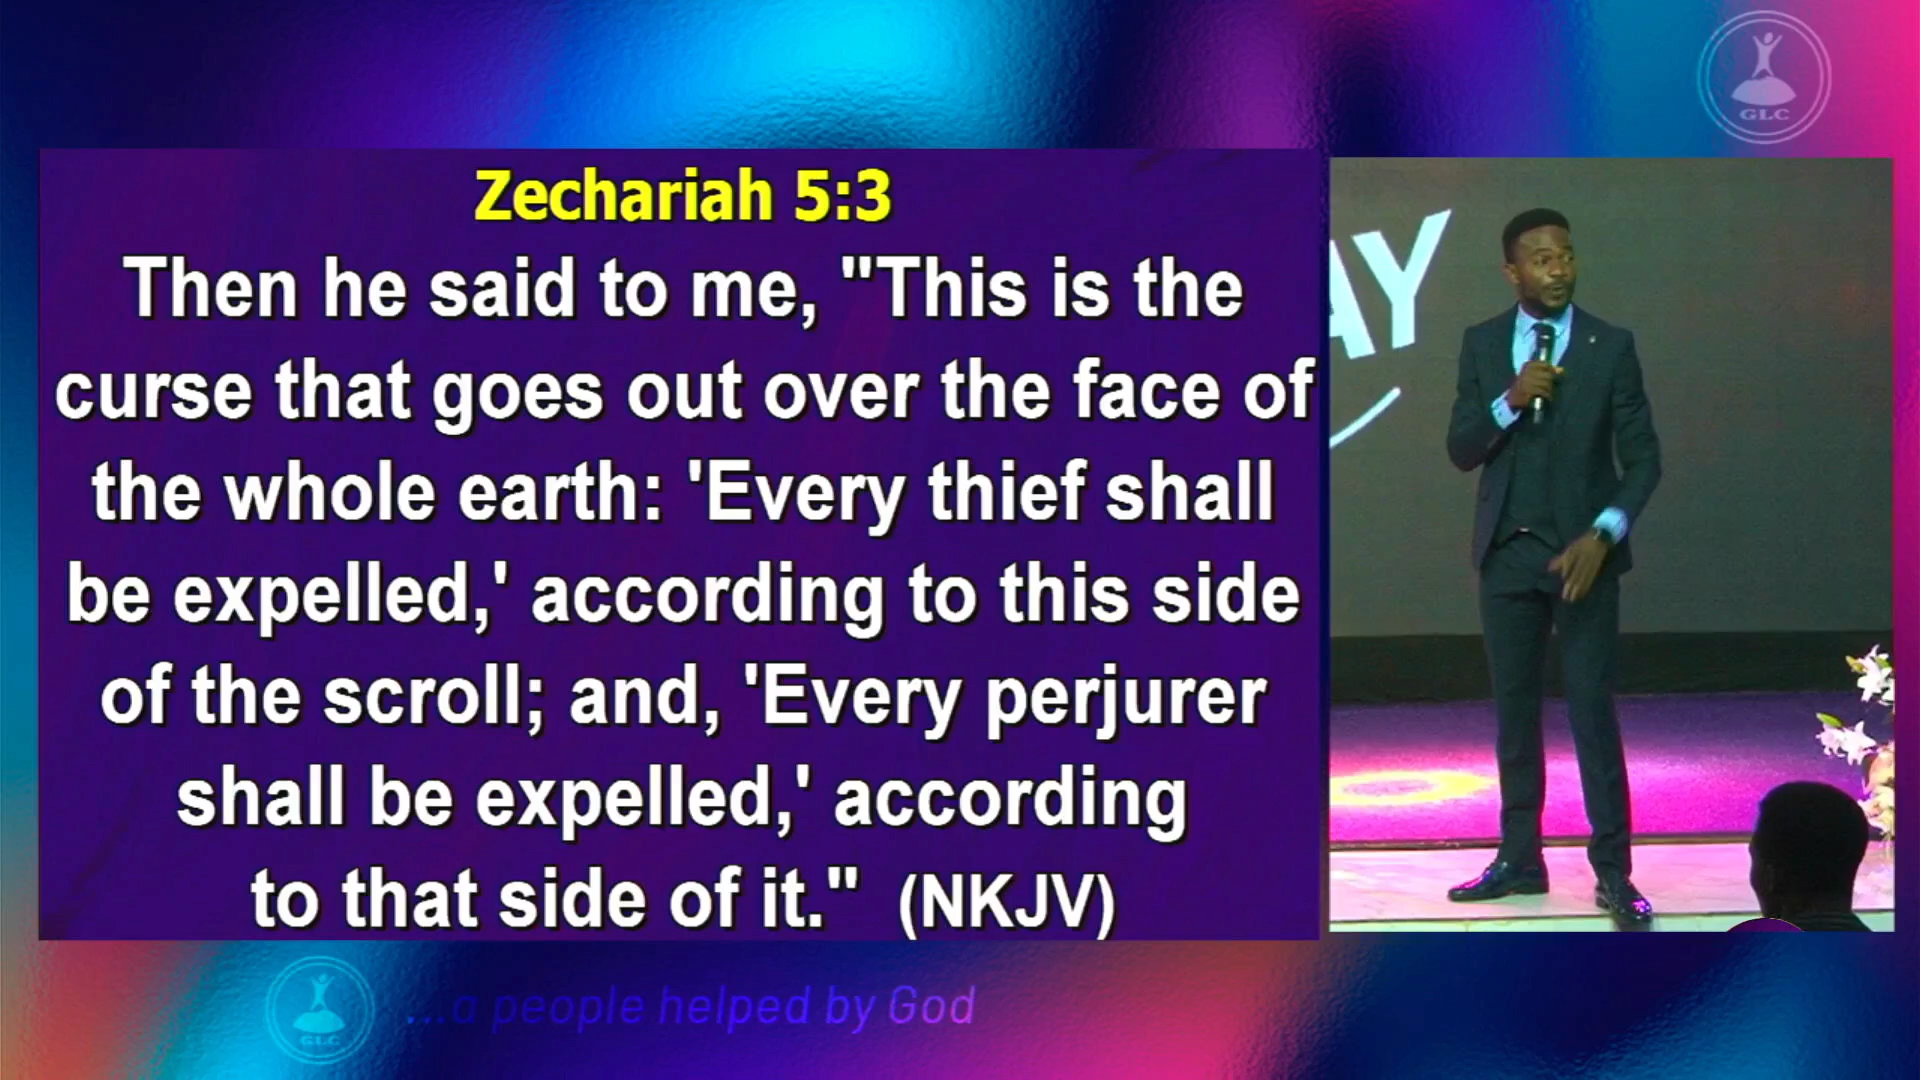 GLC
Zechariah 5:3
Then he said to me, "This is the
curse that goes out over the face of
the whole earth: 'Every thief shall
be expelled,' according to this side
of the scroll; and, 'Every perjurer
shall be expelled,' according
to that side of it." (NKJV)
AY
GLC
...a people helped by God